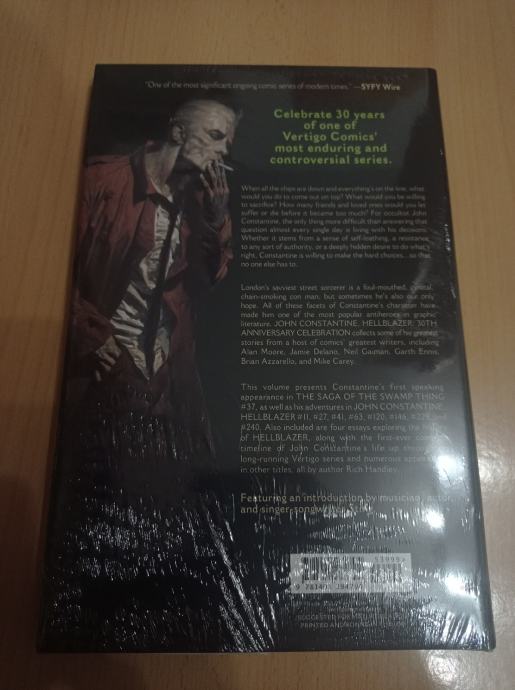 "One of the most significant ongoing comic series of modern times." —SYFY Wire
Celebrate 30 years
of one of
Vertigo Comics'
most enduring and
controversial series.
When all the chips are down and everything's on the line, what
would you do to come out on top? What would you be willing
to sacrifice? How many friends and loved ones would you let
suffer or die before it became too much? For occultist John
Constantine, the only thing more difficult than answering that
question almost every single day is living with his decisions.
Whether it stems from a sense of self-loathing, a resistance
to any sort of authority, or a deeply hidden desire to do what's
right, Constantine is willing to make the hard choices...so that
no one else has to.
London's savviest street sorcerer is a foul-mouthed, cynical,
chain-smoking con man, but sometimes he's also our only
hope. All of these facets of Constantine's character have
made him one of the most popular antiheroes in graphic
literature. JOHN CONSTANTINE, HELLBLAZER: 30TH
ANNIVERSARY CELEBRATION collects some of his greatest
stories from a host of comics' greatest writers, including
Alan Moore, Jamie Delano, Neil Gaiman, Garth Ennis,
Brian Azzarello, and Mike Carey.
This volume presents Constantine's first speaking
appearance in THE SAGA OF THE SWAMP THING
#37, as well as his adventures in JOHN CONSTANTINE,
HELLBLAZER #11, #27, #41, #63, #120, #146, #229, and
#240. Also included are four essays exploring the history
of HELLBLAZER, along with the first-ever
timeline of John Constantine's life up through
long-running Vertigo series and numerous
in other titles, all by author Rich Handley.
Featuring an introduction by musician, actor,
and singer-songwriter
PRINTED